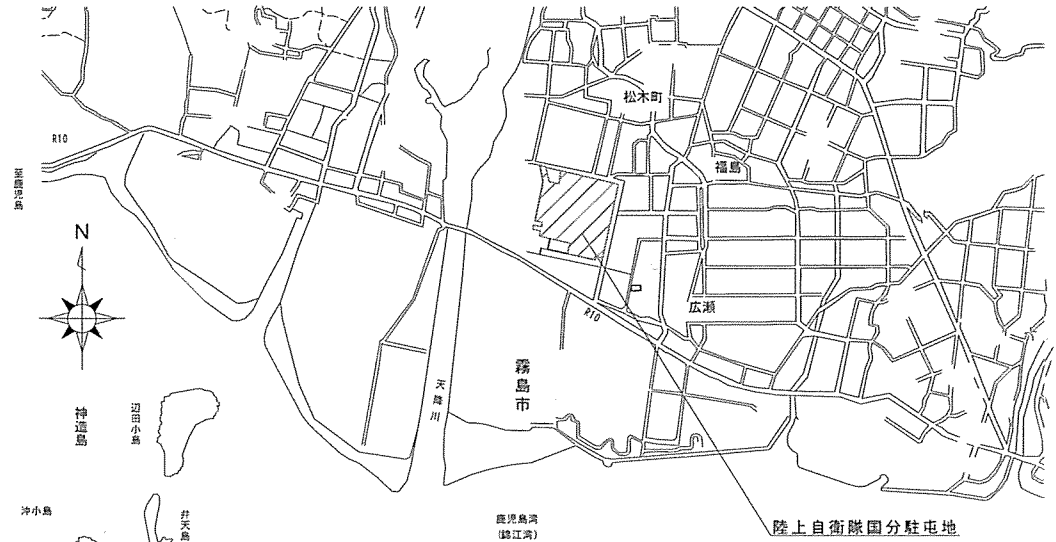 松木町
R10
福島
至鹿児島
N
広瀬
R10
霧島市
天降川
辺田小島
神造島
沖小島
弁天島
鹿児島湾
(錦江湾)
陸上自衛隊国分駐屯地